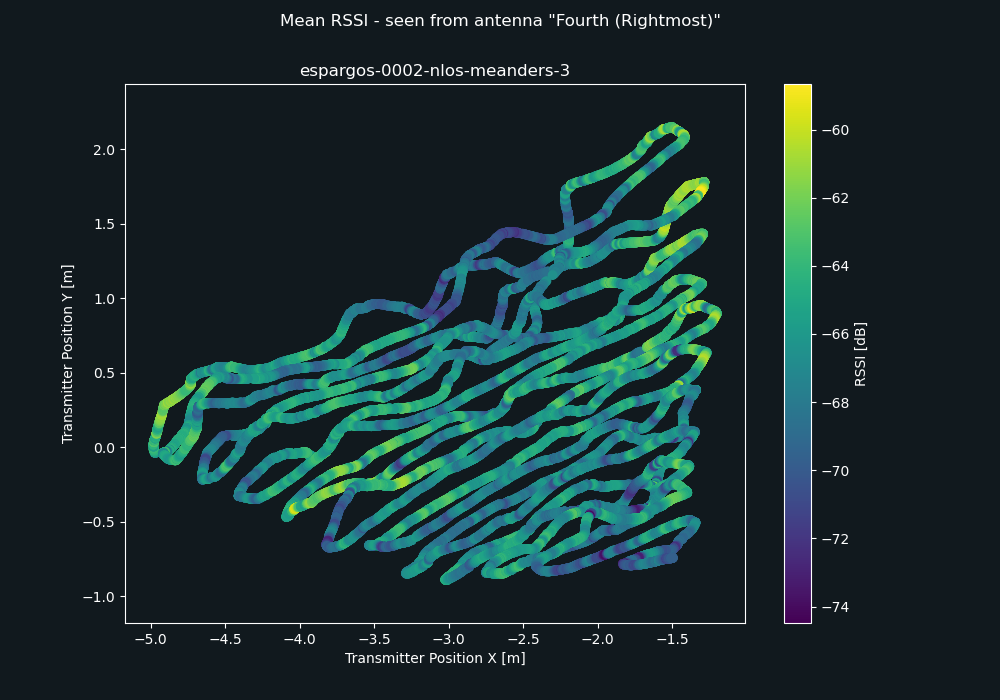 Mean RSSI - seen from antenna "Fourth (Rightmost)"
espargos-0002-nlos-meanders-3
2.0
1.5
1.0
0.5
0.0
−0.5
−1.0
Transmitter Position Y [m]
−5.0 −4.5 −4.0 −3.5 −3.0 −2.5 −2.0 −1.5
Transmitter Position X [m]
−60
−62
−64
−66
−68
−70
−72
−74
RSSI [dB]